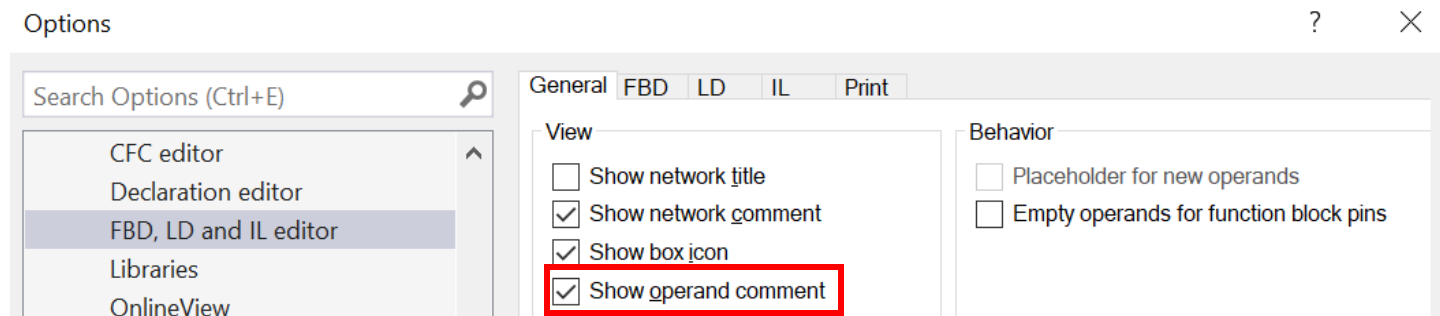 Options
?
Search Options (Ctrl+E)
CFC editor
Declaration editor
FBD, LD and IL editor
Libraries
OnlineView
General FBD LD IL Print
View
Show network title
Show network comment
Show box icon
Show operand comment
Behavior
Placeholder for new operands
Empty operands for function block pins